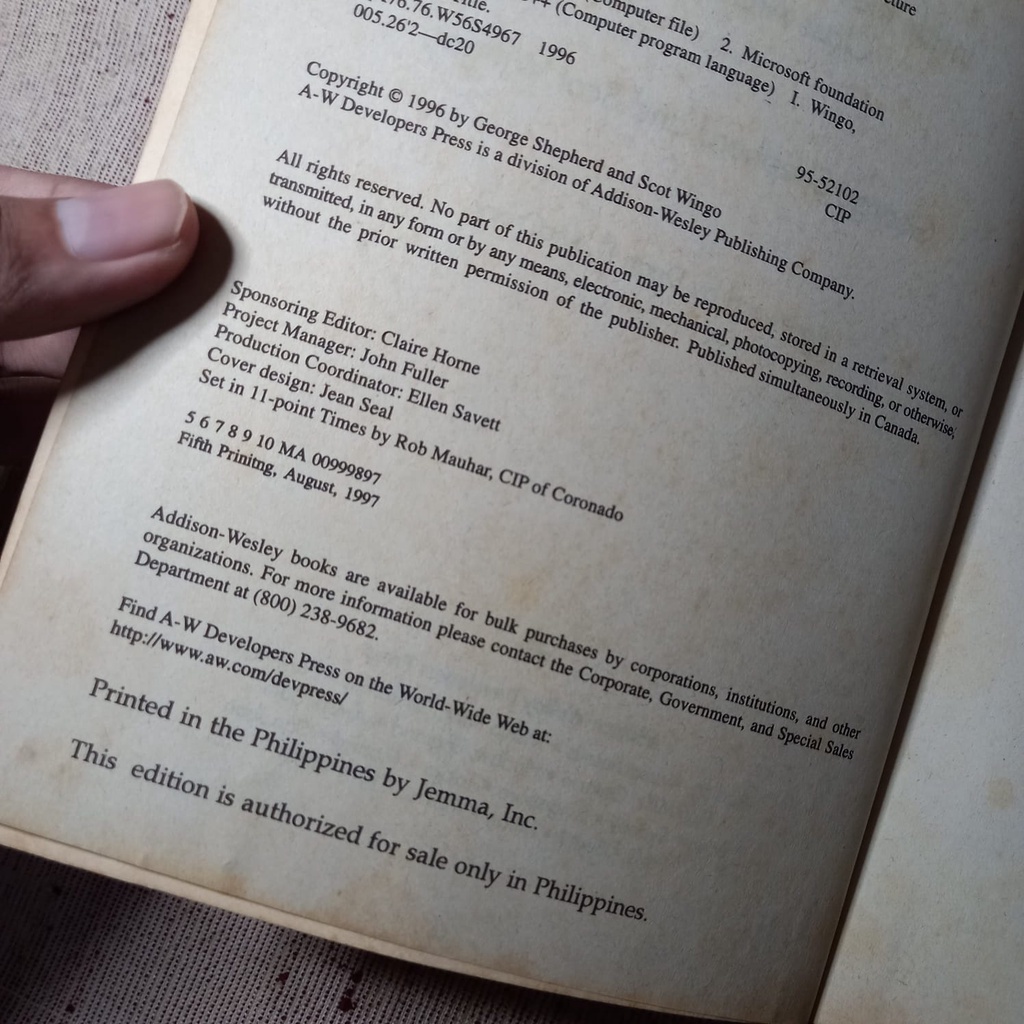 cture
omputer file) 2. Microsoft foundation
(Computer program language) I. Wingo,
76.76.W56S4967 1996
005.26'2—dc20
95-52102
CIP
Copyright © 1996 by George Shepherd and Scot Wingo
A-W Developers Press is a division of Addison-Wesley Publishing Company.
All rights reserved. No part of this publication may be reproduced, stored in a retrieval system, or
transmitted, in any form or by any means, electronic, mechanical, photocopying, recording, or otherwise,
without the prior written permission of the publisher. Published simultaneously in Canada.
Sponsoring Editor: Claire Horne
Project Manager: John Fuller
Production Coordinator: Ellen Savett
Cover design: Jean Seal
Set in 11-point Times by Rob Mauhar, CIP of Coronado
5 6 7 8 9 10 MA 00999897
Fifth Prinitng, August, 1997
Addison-Wesley books are available for bulk purchases by corporations, institutions, and other
organizations. For more information please contact the Corporate, Government, and Special Sales
Department at (800) 238-9682.
Find A-W Developers Press on the World-Wide Web at:
http://www.aw.com/devpress/
Printed in the Philippines by Jemma, Inc.
This edition is authorized for sale only in Philippines.